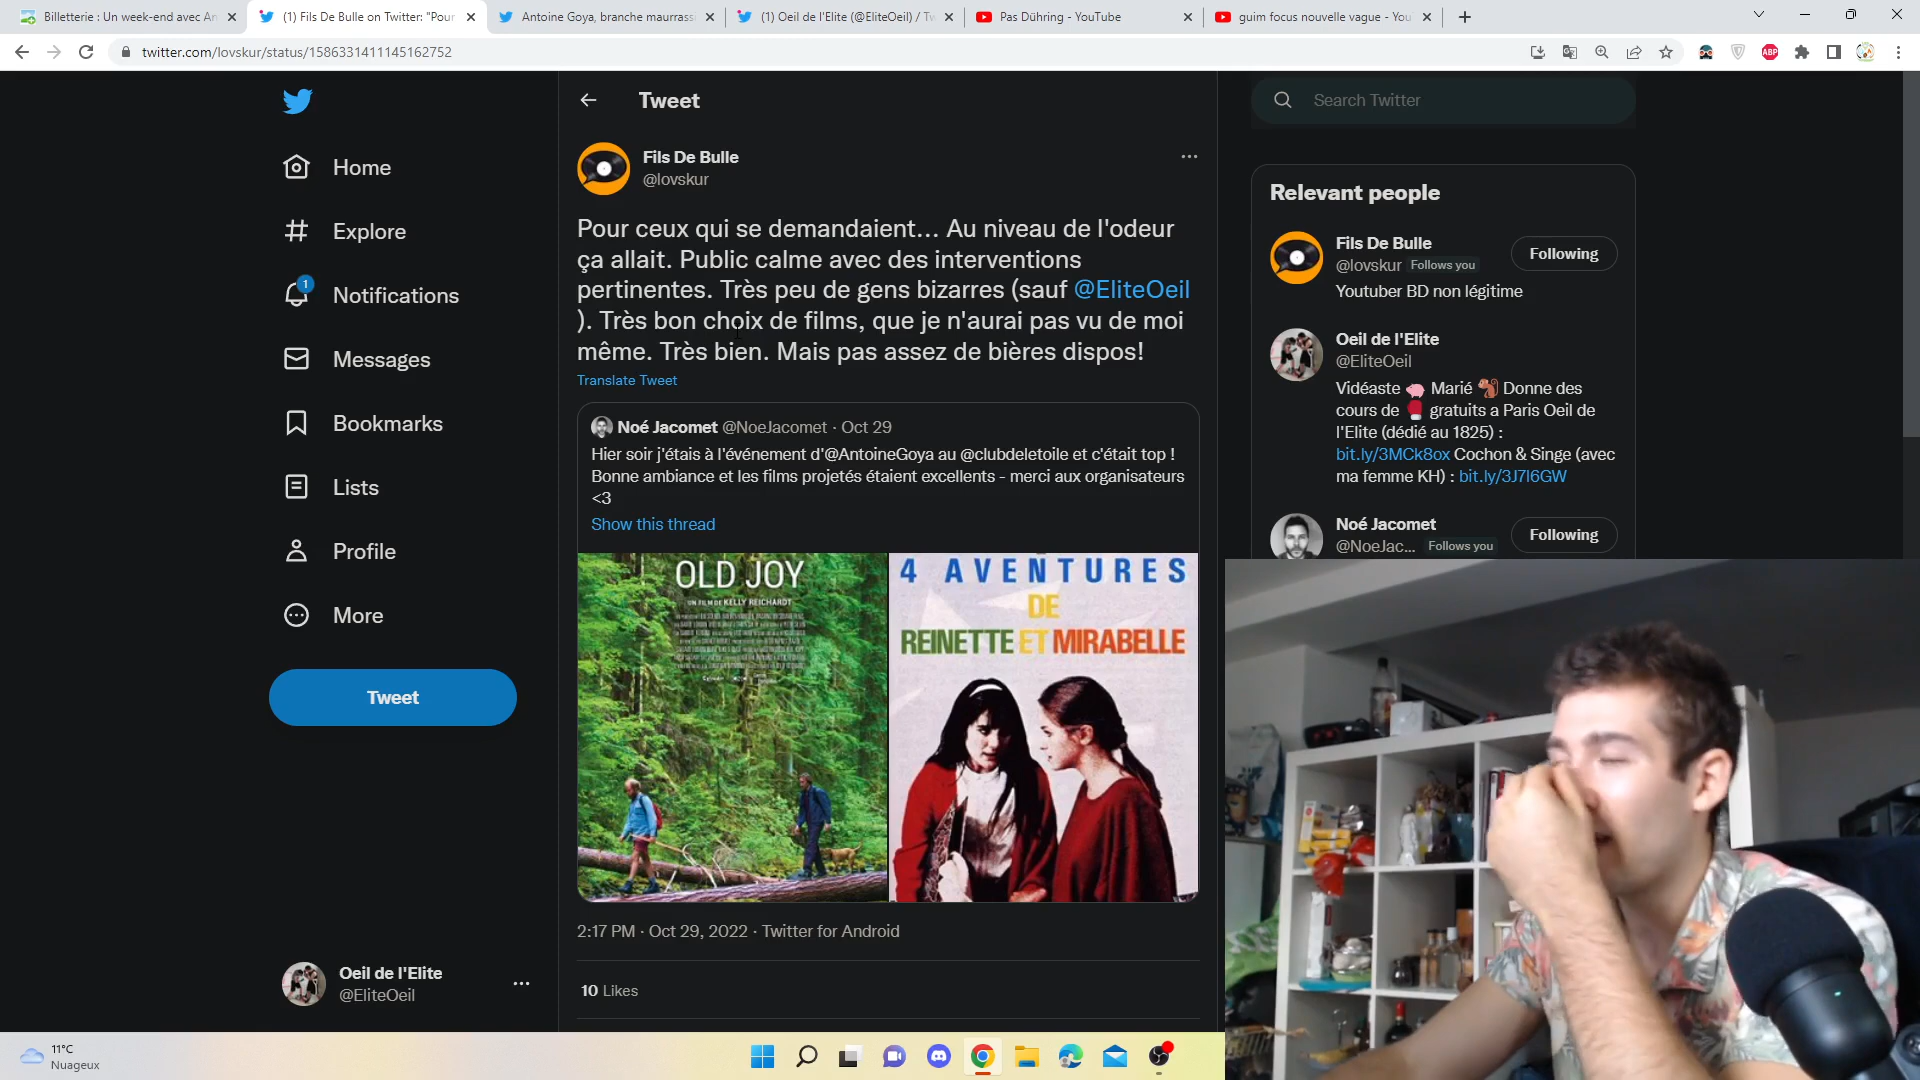 Billetterie : Un week-end avec An
(1) Fils De Bulle on Twitter: "Pour
Antoine Goya, branche maurrass
(1) Oeil de l'Elite (@EliteOeil) / Tw
Pas Dühring - YouTube
guim focus nouvelle vague - You
twitter.com/lovskur/status/1586331411145162752
ABP
Home
Explore
1
Notifications
Messages
Bookmarks
Lists
Profile
More
Tweet
Oeil de l'Elite
@EliteOeil
Tweet
Fils De Bulle
@lovskur
Pour ceux qui se demandaient... Au niveau de l'odeur
ça allait. Public calme avec des interventions
pertinentes. Très peu de gens bizarres (sauf @EliteOeil
). Très bon choix de films, que je n'aurai pas vu de moi
même. Très bien. Mais pas assez de bières dispos!
Translate Tweet
Noé Jacomet @NoeJacomet · Oct 29
Hier soir j'étais à l'événement d'@AntoineGoya au @clubdeletoile et c'était top !
Bonne ambiance et les films projetés étaient excellents - merci aux organisateurs
<3
Show this thread
OLD JOY
UN FILM DE KELLY REICHARDT
4 AVENTURES
DE
REINETTE ET MIRABELLE
2:17 PM · Oct 29, 2022 · Twitter for Android
10 Likes
Search Twitter
Relevant people
Fils De Bulle
@lovskur Follows you
Following
Youtuber BD non légitime
Oeil de l'Elite
@EliteOeil
Vidéaste 🐖 Marié 🐿 Donne des
cours de 🥊 gratuits a Paris Oeil de
l'Elite (dédié au 1825) :
bit.ly/3MCk8ox Cochon & Singe (avec
ma femme KH) : bit.ly/3J7I6GW
Noé Jacomet
@NoeJac... Follows you
Following
11°C
Nuageux